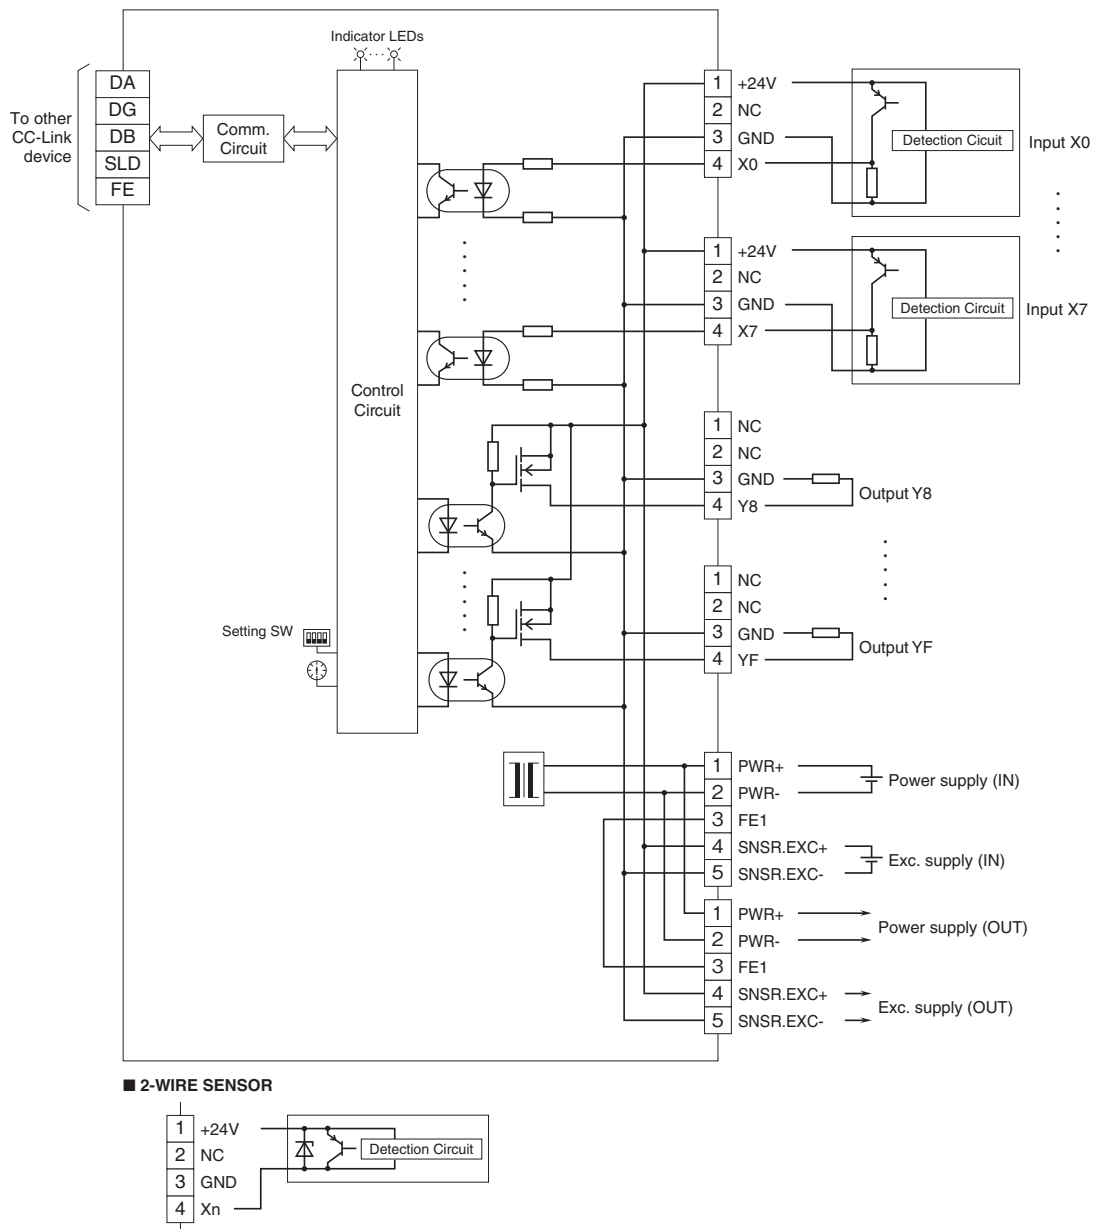 Indicator LEDs
To other
CC-Link
device
DA
DG
DB
SLD
FE
Comm.
Circuit
Control
Circuit
Setting SW
1 +24V
2 NC
3 GND
4 X0
Detection Cicuit
Input X0
1 +24V
2 NC
3 GND
4 X7
Detection Circuit
Input X7
1 NC
2 NC
3 GND
4 Y8
Output Y8
1 NC
2 NC
3 GND
4 YF
Output YF
1 PWR+
2 PWR-
3 FE1
4 SNSR.EXC+
5 SNSR.EXC-
Power supply (IN)
Exc. supply (IN)
1 PWR+
2 PWR-
3 FE1
4 SNSR.EXC+
5 SNSR.EXC-
Power supply (OUT)
Exc. supply (OUT)
■ 2-WIRE SENSOR
1 +24V
2 NC
3 GND
4 Xn
Detection Circuit